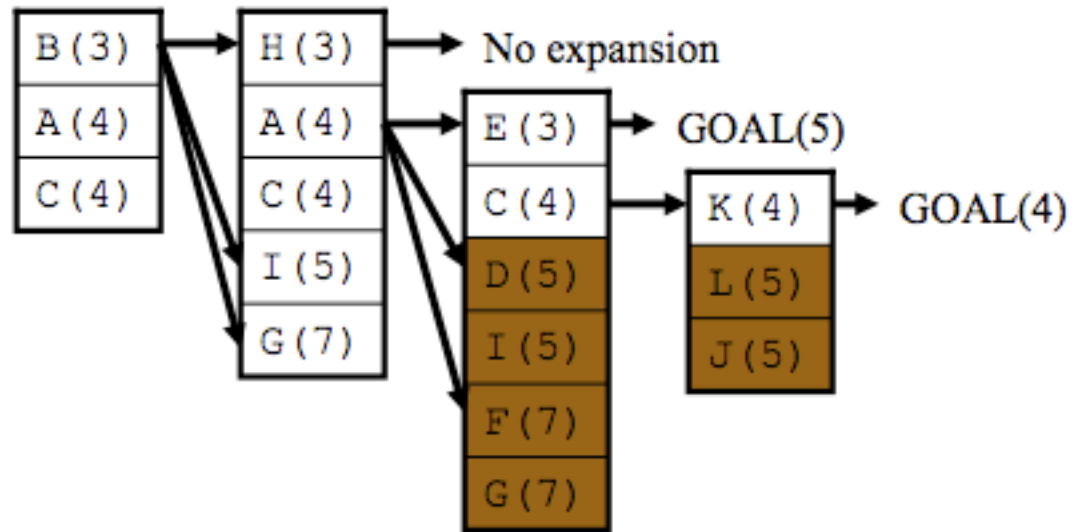 B(3)
A(4)
C(4)
H(3)
A(4)
C(4)
I(5)
G(7)
No expansion
E(3)
C(4)
D(5)
I(5)
F(7)
G(7)
GOAL(5)
K(4)
L(5)
J(5)
GOAL(4)